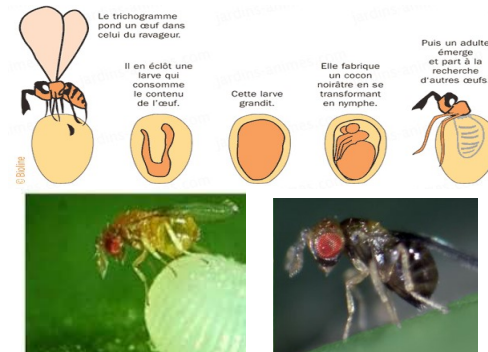 Le trichogramme
pond un œuf dans
celui du ravageur.
Il en éclôt une
larve qui
consomme
le contenu
de l'œuf.
Cette larve
grandit.
Elle fabrique
un cocon
noirâtre en se
transformant
en nymphe.
Puis un adulte
émerge
et part à la
recherche
d'autres œufs
© Bioline